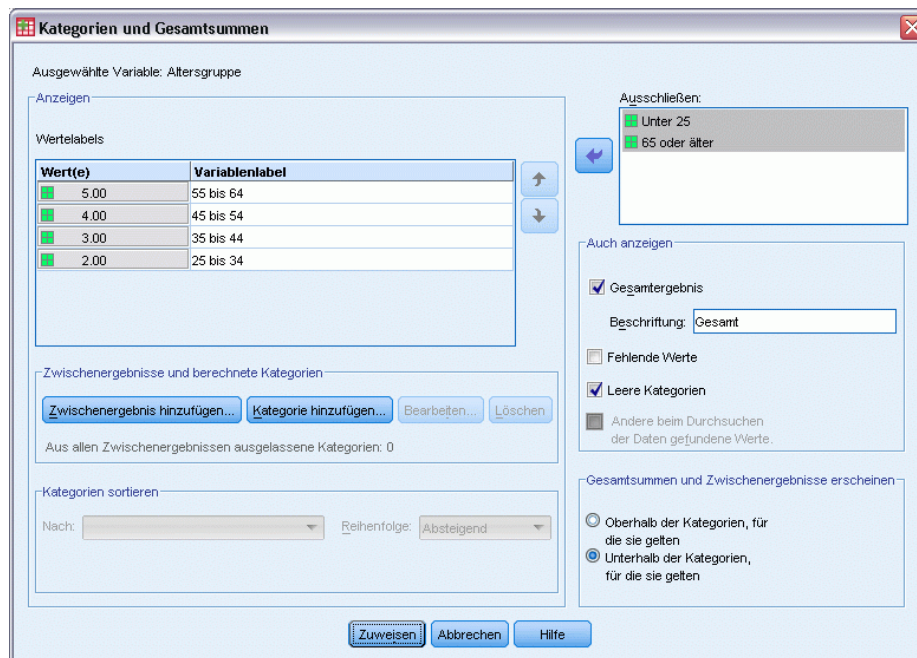 Kategorien und Gesamtsummen
Ausgewählte Variable: Altersgruppe
Anzeigen
Wertelabels
Wert(e) Variablenlabel
5.00 55 bis 64
4.00 45 bis 54
3.00 35 bis 44
2.00 25 bis 34
Zwischenergebnisse und berechnete Kategorien
Zwischenergebnis hinzufügen... Kategorie hinzufügen... Bearbeiten... Löschen
Aus allen Zwischenergebnissen ausgelassene Kategorien: 0
Kategorien sortieren
Nach: Reihenfolge: Absteigend
Ausschließen:
Unter 25
65 oder älter
Auch anzeigen
Gesamtergebnis
Beschriftung: Gesamt
Fehlende Werte
Leere Kategorien
Andere beim Durchsuchen
der Daten gefundene Werte.
Gesamtsummen und Zwischenergebnisse erscheinen
Oberhalb der Kategorien, für
die sie gelten
Unterhalb der Kategorien,
für die sie gelten
Zuweisen Abbrechen Hilfe